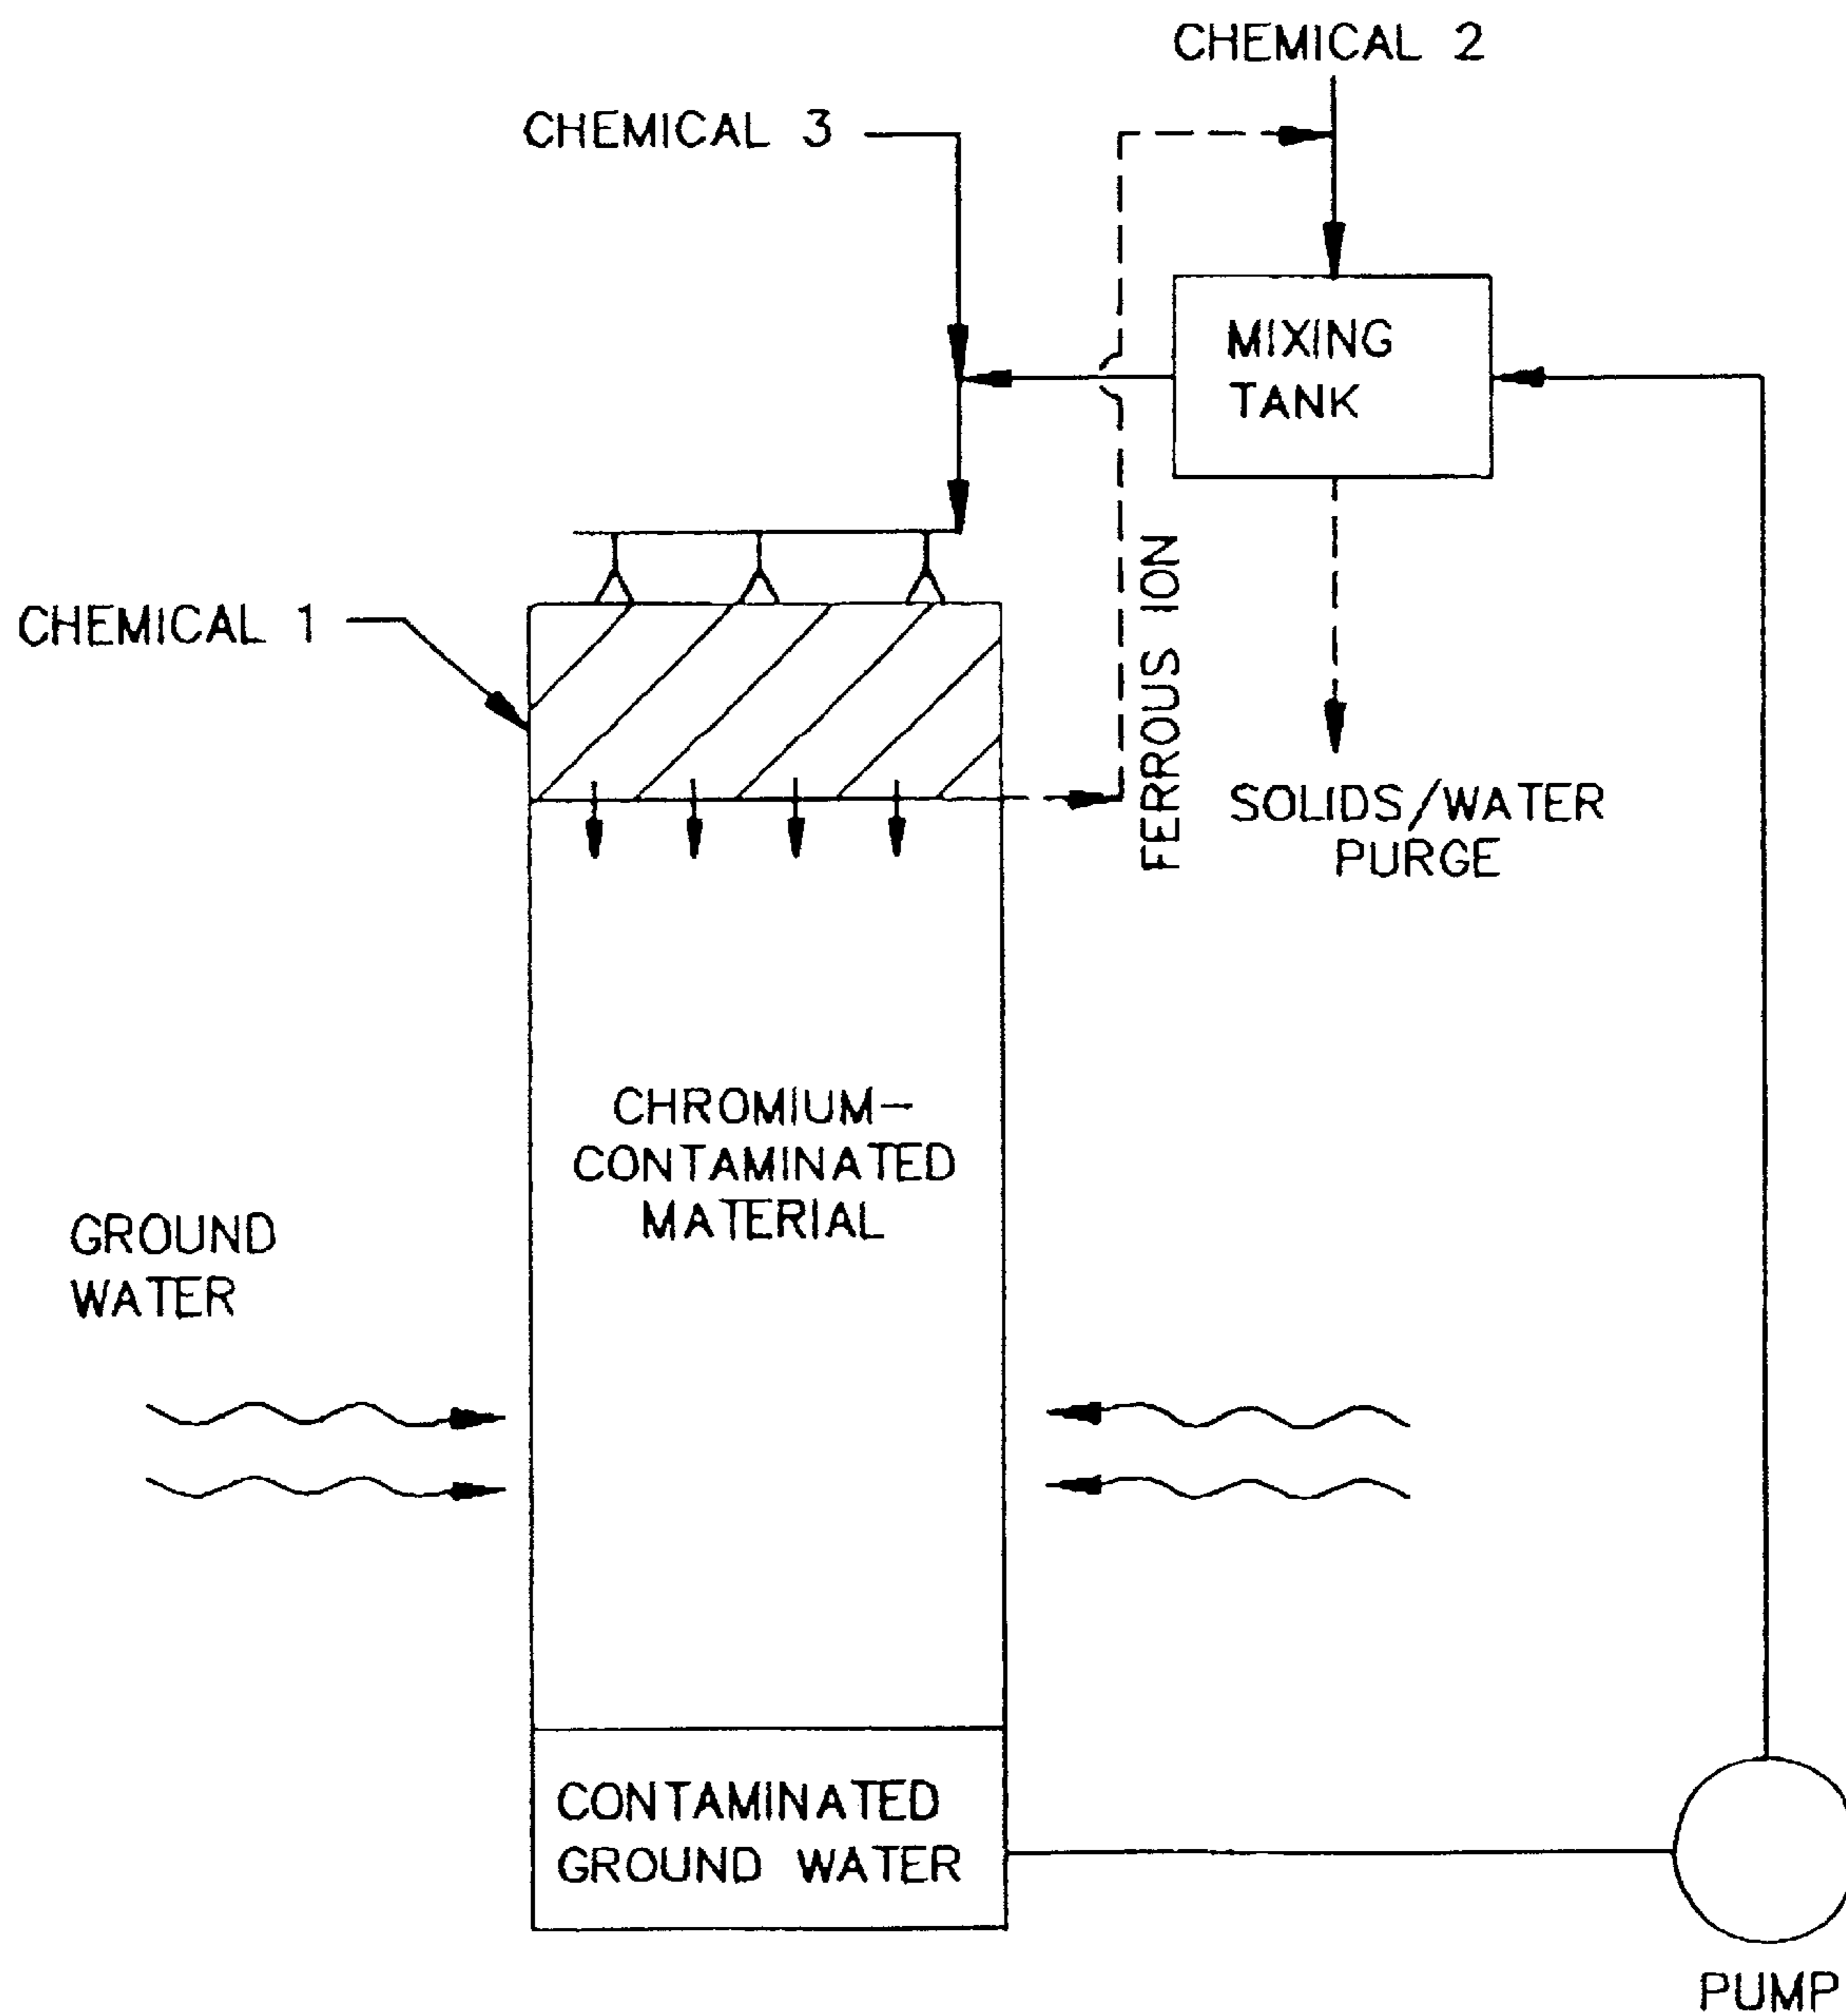 CHEMICAL 2
CHEMICAL 3
MIXING
TANK
CHEMICAL 1
FERROUS ION
SOLIDS/WATER
PURGE
CHROMIUM-
CONTAMINATED
MATERIAL
GROUND
WATER
CONTAMINATED
GROUND WATER
PUMP